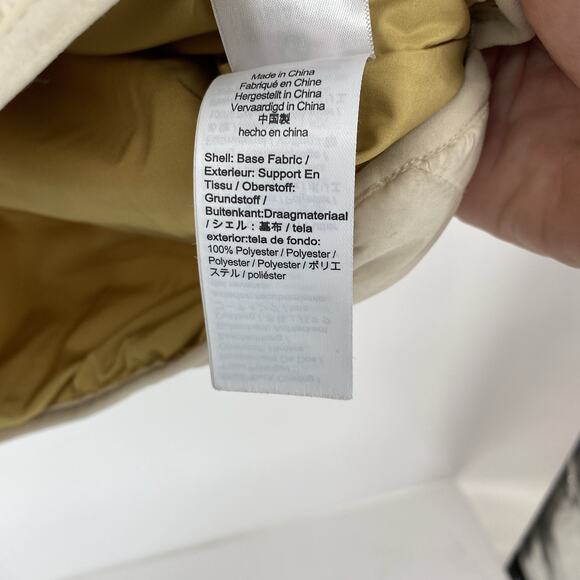 Made in China
Fabriqué en Chine
Hergestellt in China
Vervaardigd in China
中国製
hecho en china
Shell: Base Fabric /
Exterieur: Support En
Tissu / Oberstoff:
Grundstoff /
Buitenkant:Draagmateriaal
/ シェル：基布 / tela
exterior:tela de fondo:
100% Polyester / Polyester /
Polyester / Polyester / ポリエ
ステル / poliéster